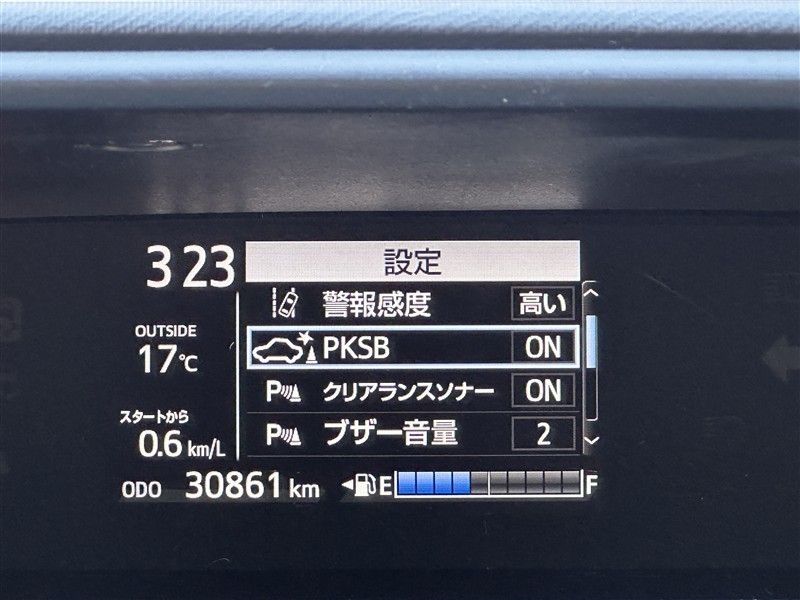 3 23
設定
警報感度 高い
OUTSIDE
17℃
PKSB ON
P クリアランスソナー ON
スタートから
0.6 km/L
P ブザー音量 2
ODO 30861 km E F